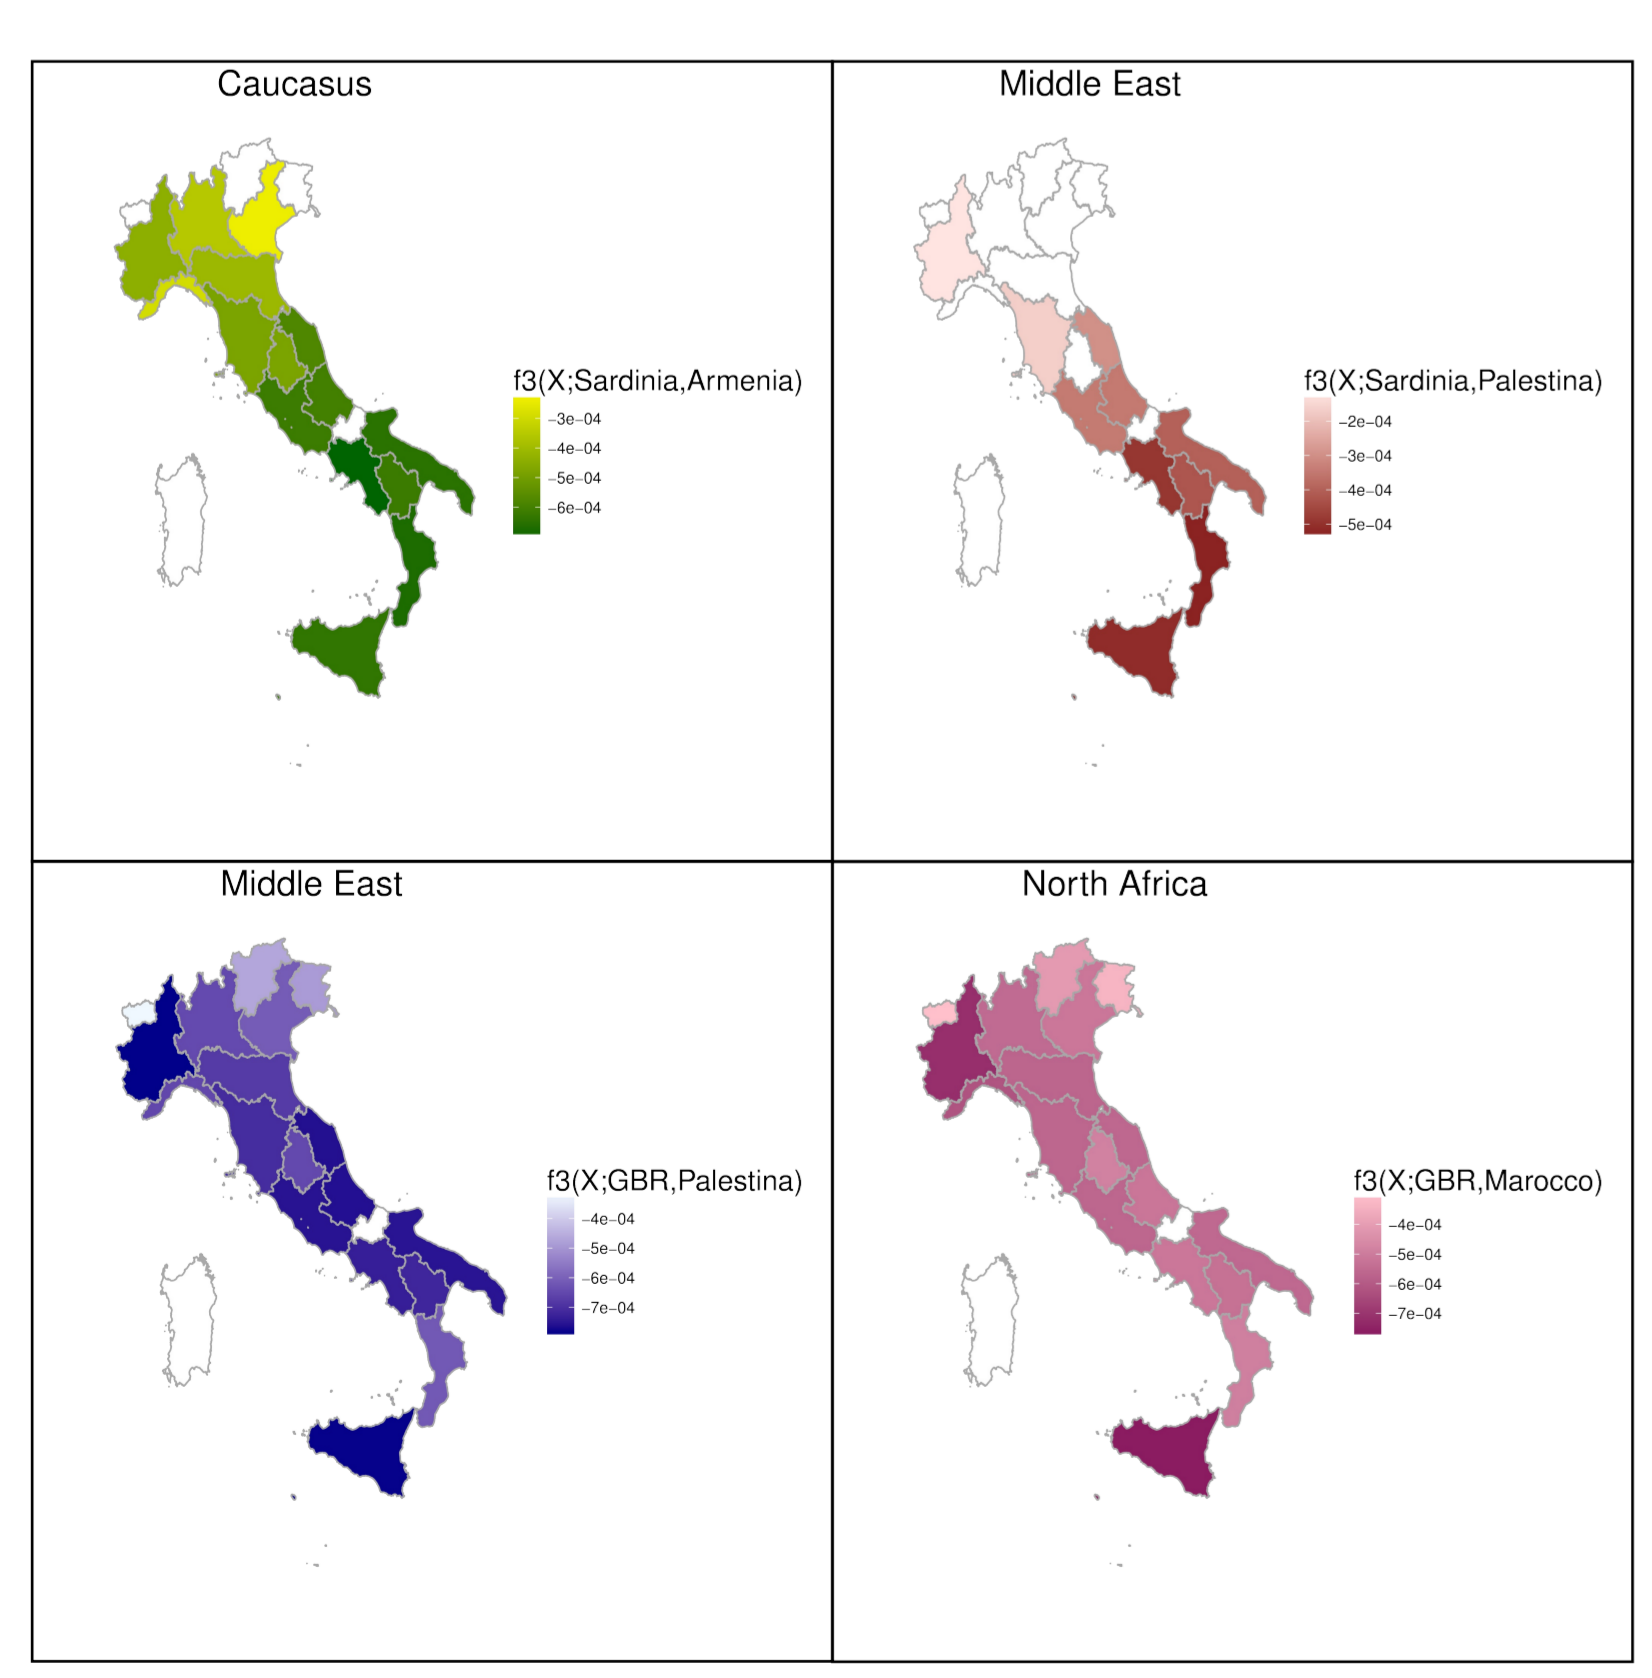 Caucasus
f3(X;Sardinia,Armenia)
−3e−04
−4e−04
−5e−04
−6e−04
Middle East
f3(X;Sardinia,Palestina)
−2e−04
−3e−04
−4e−04
−5e−04
Middle East
f3(X;GBR,Palestina)
−4e−04
−5e−04
−6e−04
−7e−04
North Africa
f3(X;GBR,Marocco)
−4e−04
−5e−04
−6e−04
−7e−04